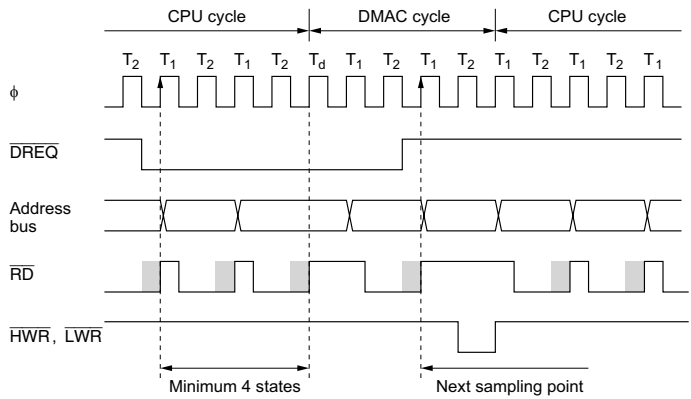 CPU cycle DMAC cycle CPU cycle
T2 T1 T2 T1 T2 Td T1 T2 T1 T2 T1 T2 T1 T2 T1
ϕ
DREQ
Address
bus
RD
HWR, LWR
Minimum 4 states Next sampling point